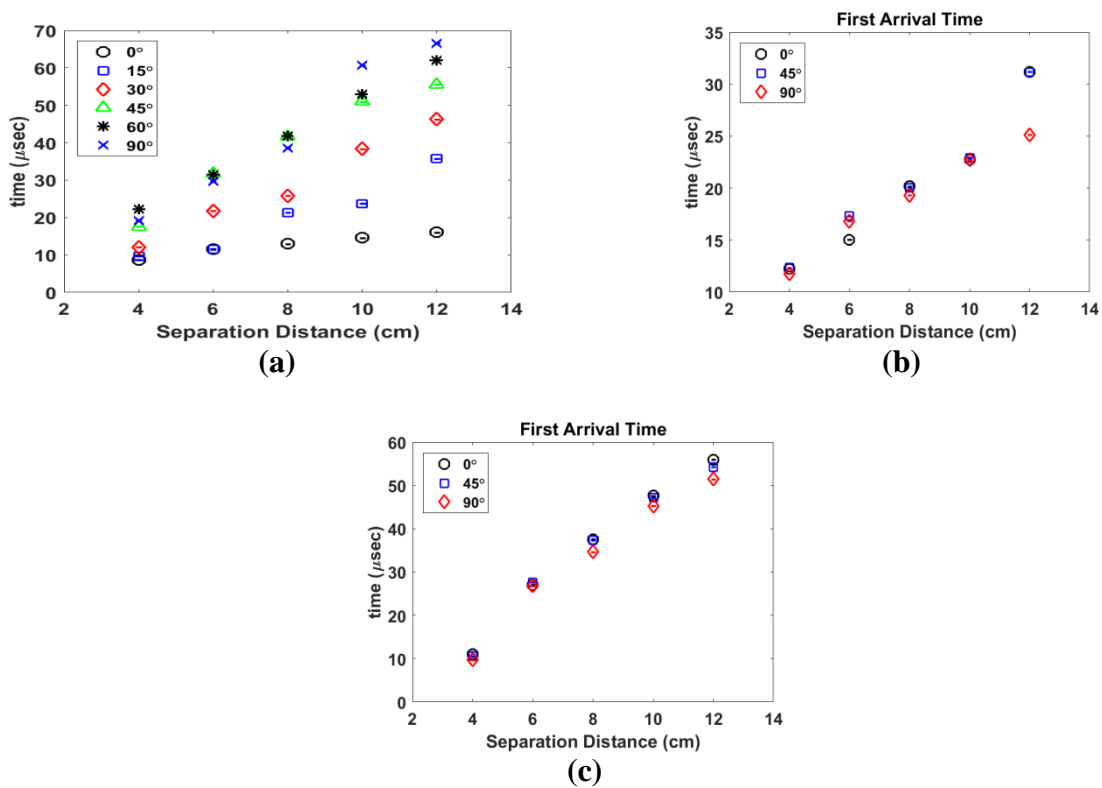 70
60
50
40
30
20
10
0
time (μsec)
0°
15°
30°
45°
60°
90°
2 4 6 8 10 12 14
Separation Distance (cm)
(a)
First Arrival Time
35
30
25
20
15
10
time (μsec)
0°
45°
90°
2 4 6 8 10 12 14
Separation Distance (cm)
(b)
First Arrival Time
60
50
40
30
20
10
0
time (μsec)
0°
45°
90°
2 4 6 8 10 12 14
Separation Distance (cm)
(c)